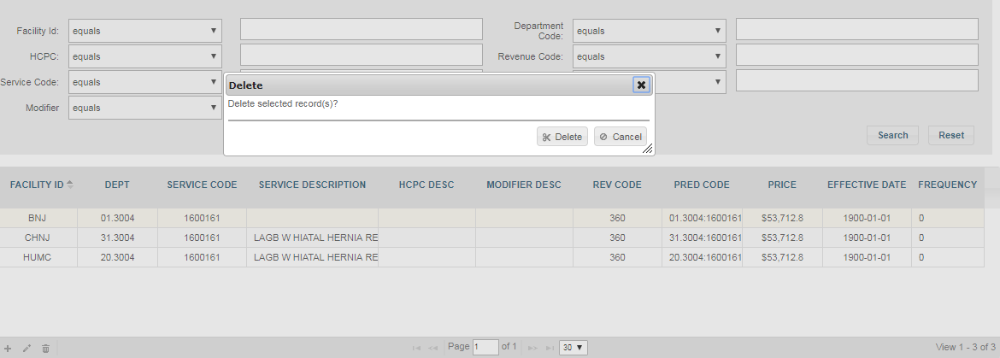 Facility Id: equals Department Code: equals
HCPC: equals Revenue Code: equals
Service Code: equals
Modifier equals
Delete
Delete selected record(s)?
Delete Cancel
Search Reset
FACILITY ID DEPT SERVICE CODE SERVICE DESCRIPTION HCPC DESC MODIFIER DESC REV CODE PRED CODE PRICE EFFECTIVE DATE FREQUENCY
BNJ 01.3004 1600161 360 01.3004:1600161 $53,712.8 1900-01-01 0
CHNJ 31.3004 1600161 LAGB W HIATAL HERNIA RE 360 31.3004:1600161 $53,712.8 1900-01-01 0
HUMC 20.3004 1600161 LAGB W HIATAL HERNIA RE 360 20.3004:1600161 $53,712.8 1900-01-01 0
Page 1 of 1 30 View 1 - 3 of 3